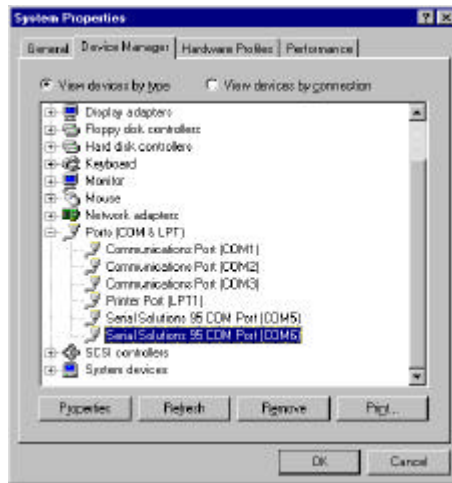 System Properties
General Device Manager Hardware Profiles Performance
View devices by type View devices by connection
Display adapters
Floppy disk controllers
Hard disk controllers
Keyboard
Monitor
Mouse
Network adapters
Ports (COM & LPT)
Communications Port (COM1)
Communications Port (COM2)
Communications Port (COM3)
Printer Port (LPT1)
Serial Solutions 95 COM Port (COM5)
Serial Solutions 95 COM Port (COM6)
SCSI controllers
System devices
Properties Refresh Remove Print...
OK Cancel